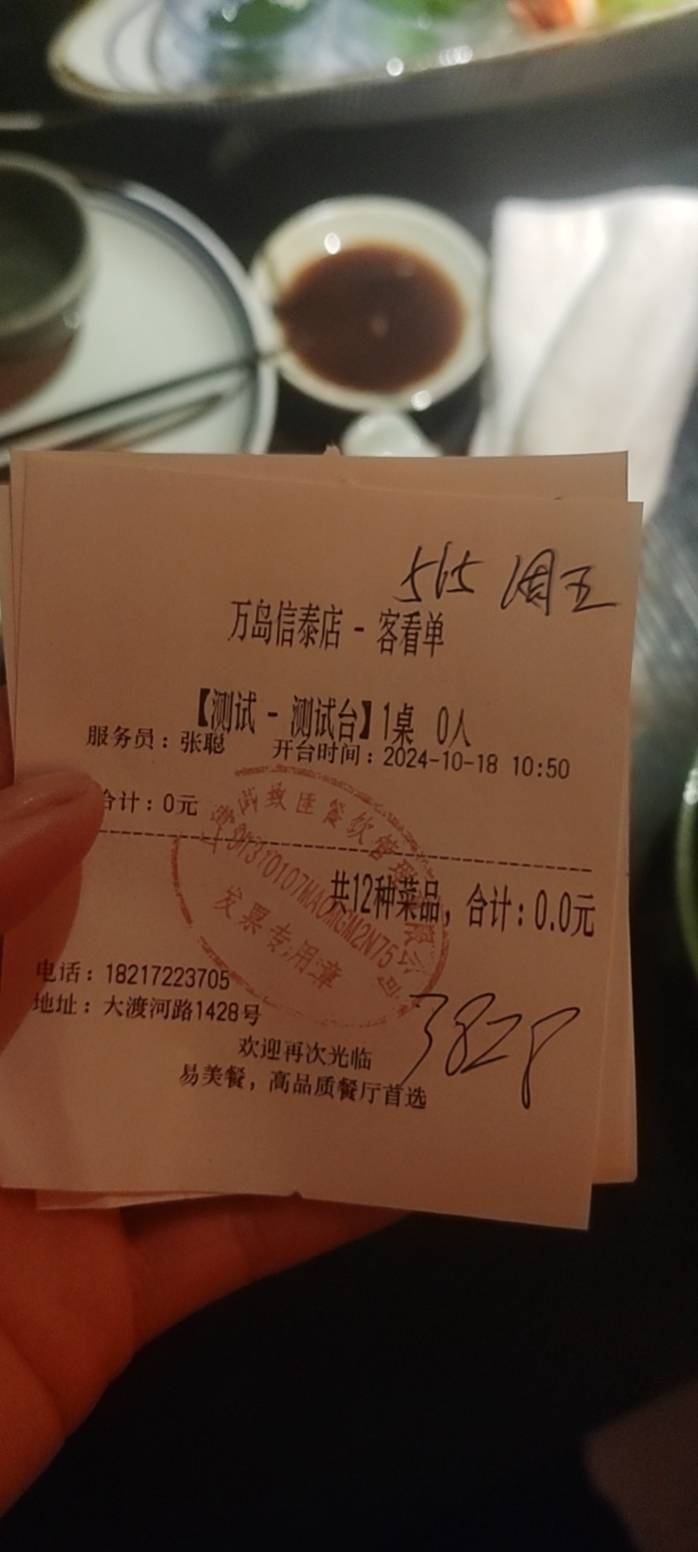 565 周五
万岛信泰店 - 客看单
【测试 - 测试台】1桌 0人
服务员：张聪 开台时间：2024-10-18 10:50
合计：0元
共12种菜品，合计：0.0元
发票专用章
电话：18217223705
地址：大渡河路1428号
3828
欢迎再次光临
易美餐，高品质餐厅首选